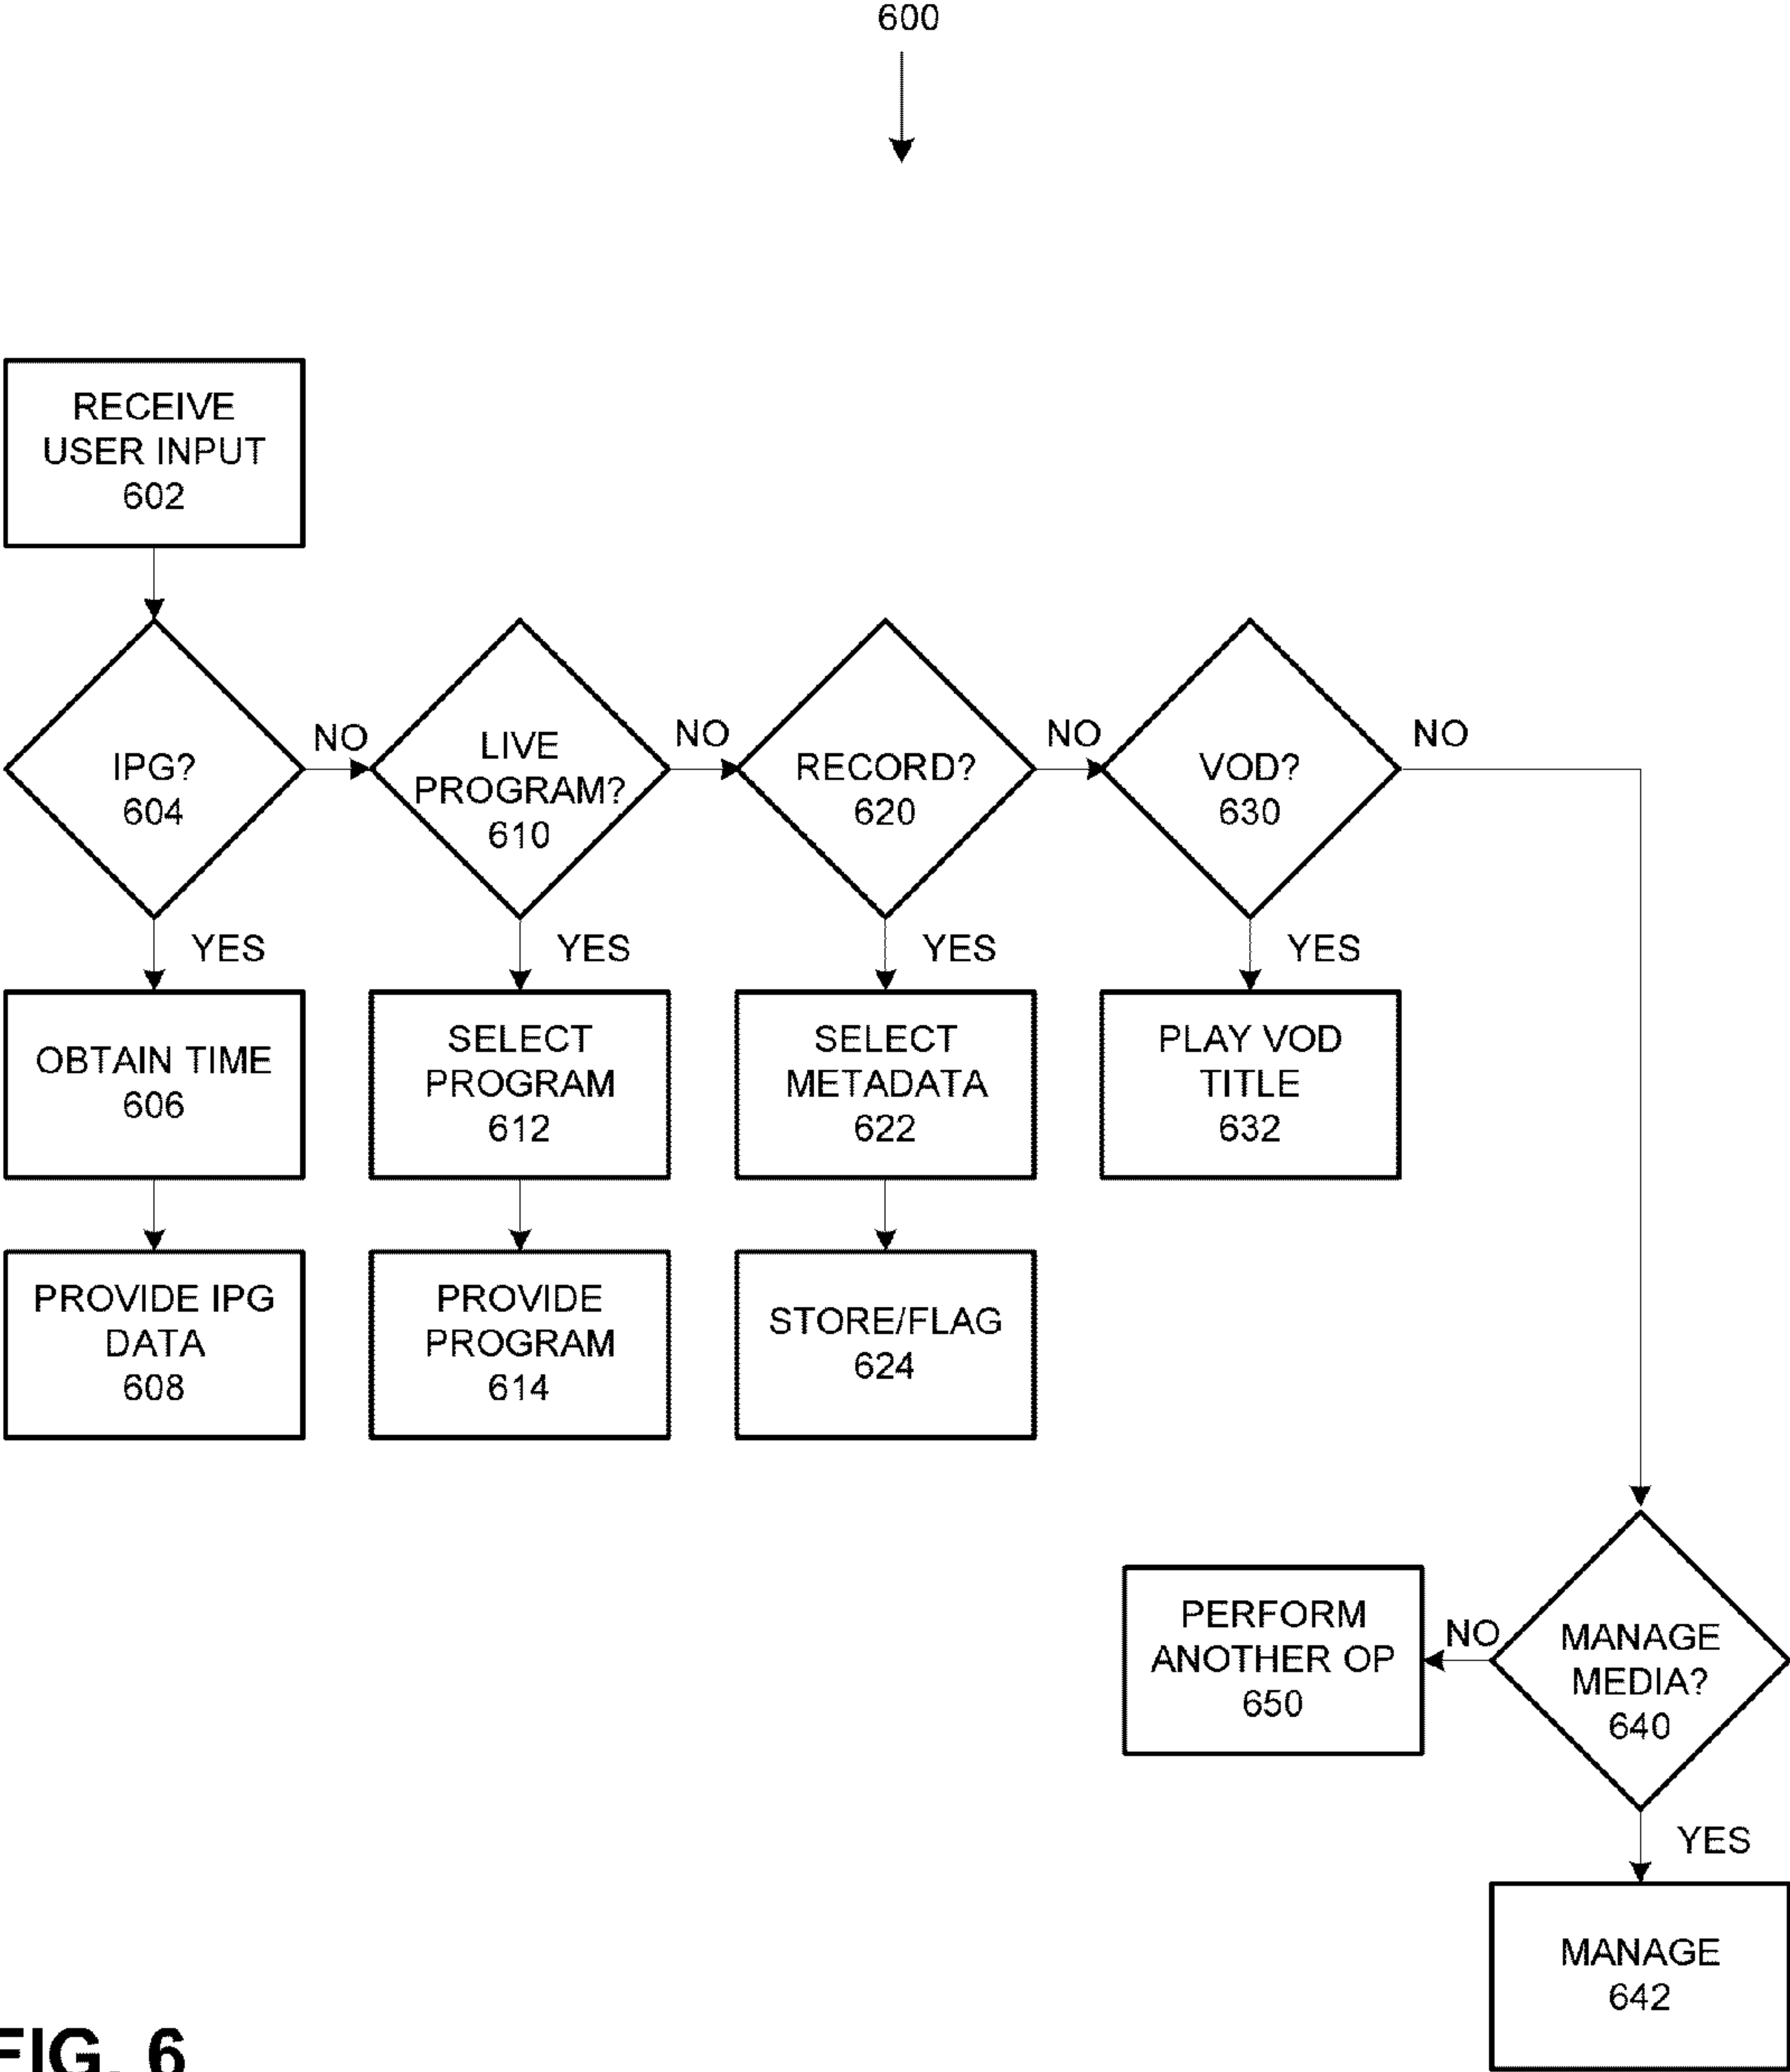 600
RECEIVE
USER INPUT
602
IPG?
604
NO
LIVE
PROGRAM?
610
NO
RECORD?
620
NO
VOD?
630
NO
YES
YES
YES
YES
OBTAIN TIME
606
SELECT
PROGRAM
612
SELECT
METADATA
622
PLAY VOD
TITLE
632
PROVIDE IPG
DATA
608
PROVIDE
PROGRAM
614
STORE/FLAG
624
PERFORM
ANOTHER OP
650
NO
MANAGE
MEDIA?
640
YES
MANAGE
642
FIG. 6